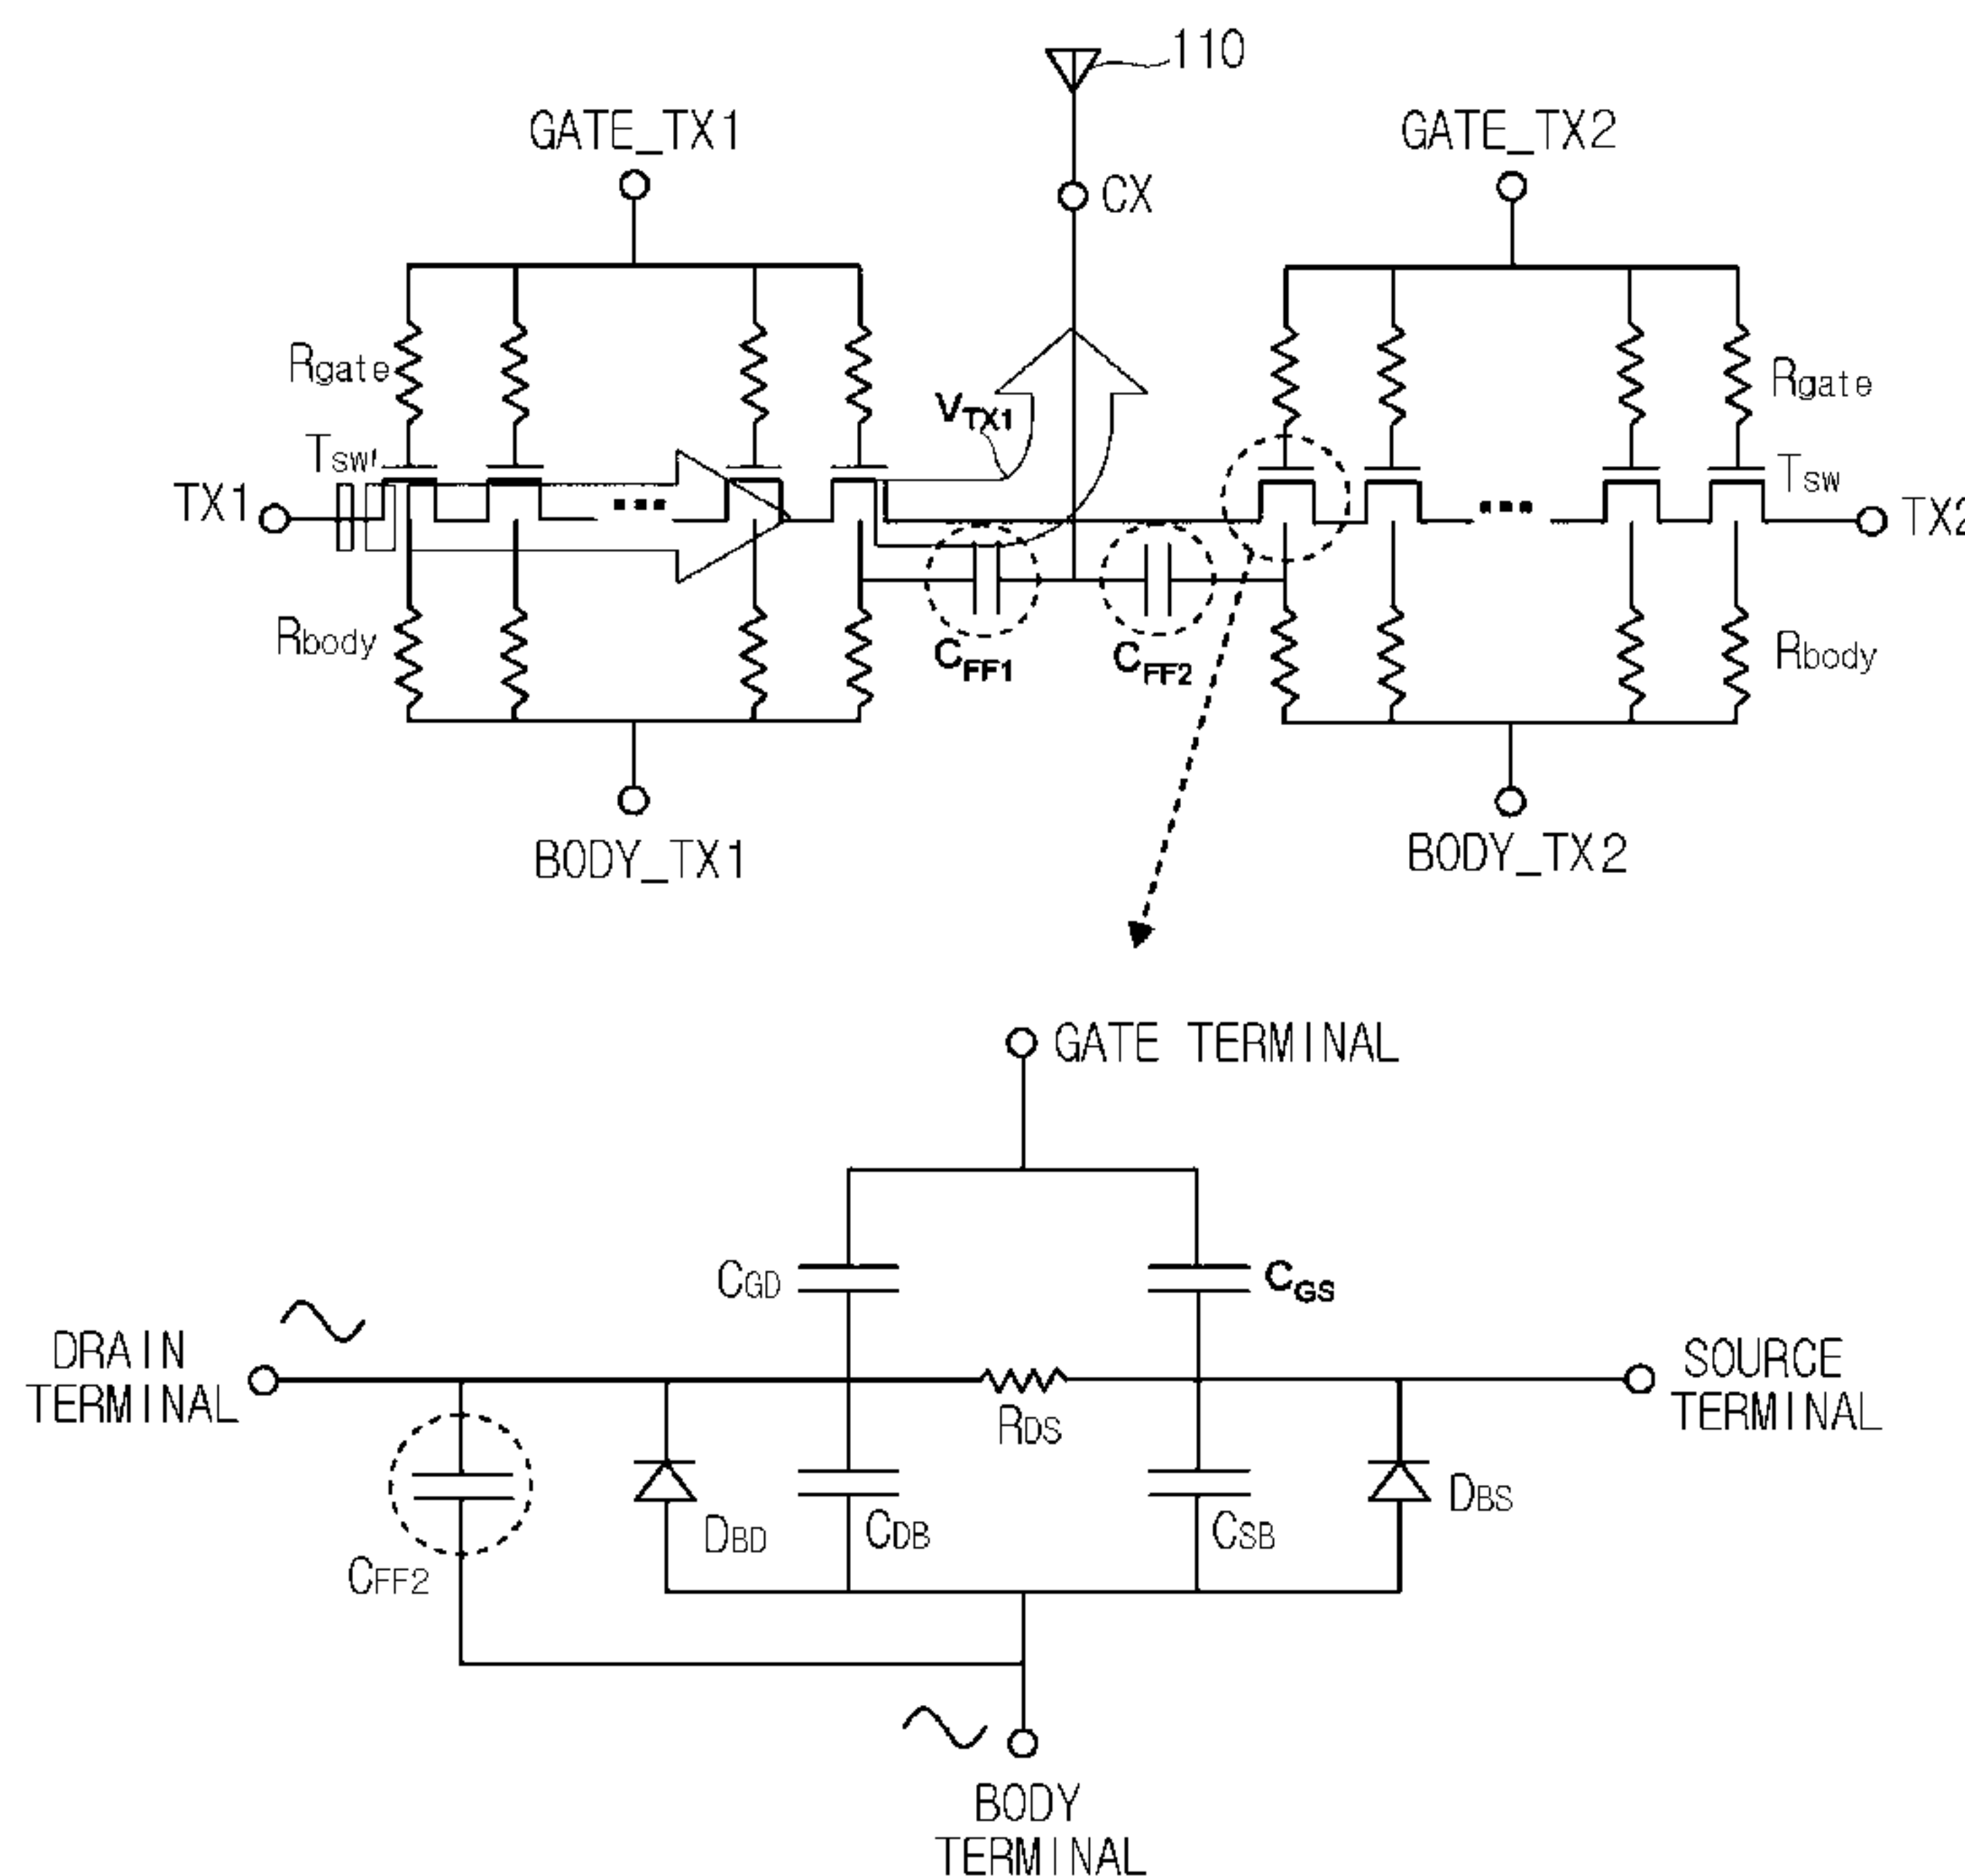 110
GATE_TX1
GATE_TX2
CX
Rgate
VTX1
Rgate
Tsw
Tsw
TX1
TX2
Rbody
CFF1
CFF2
Rbody
BODY_TX1
BODY_TX2
GATE TERMINAL
CGD
CGS
DRAIN
TERMINAL
SOURCE
TERMINAL
RDS
DBD
CDB
CSB
DBS
CFF2
BODY
TERMINAL